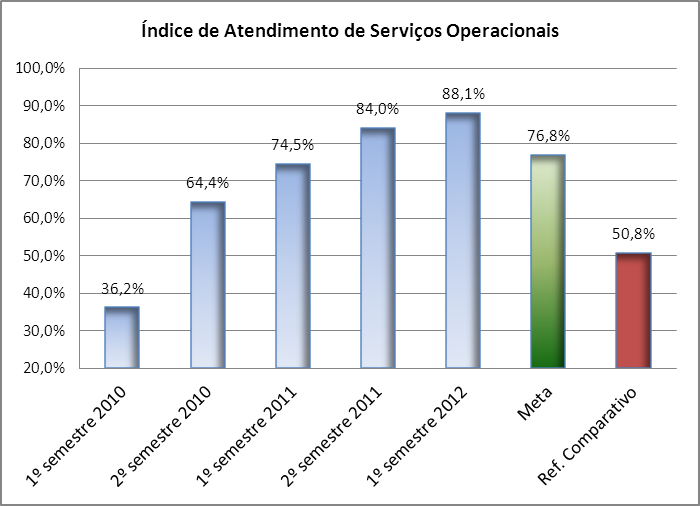 Índice de Atendimento de Serviços Operacionais
100,0%
90,0%
80,0%
70,0%
60,0%
50,0%
40,0%
30,0%
20,0%
36,2%
64,4%
74,5%
84,0%
88,1%
76,8%
50,8%
1º semestre 2010
2º semestre 2010
1º semestre 2011
2º semestre 2011
1º semestre 2012
Meta
Ref. Comparativo